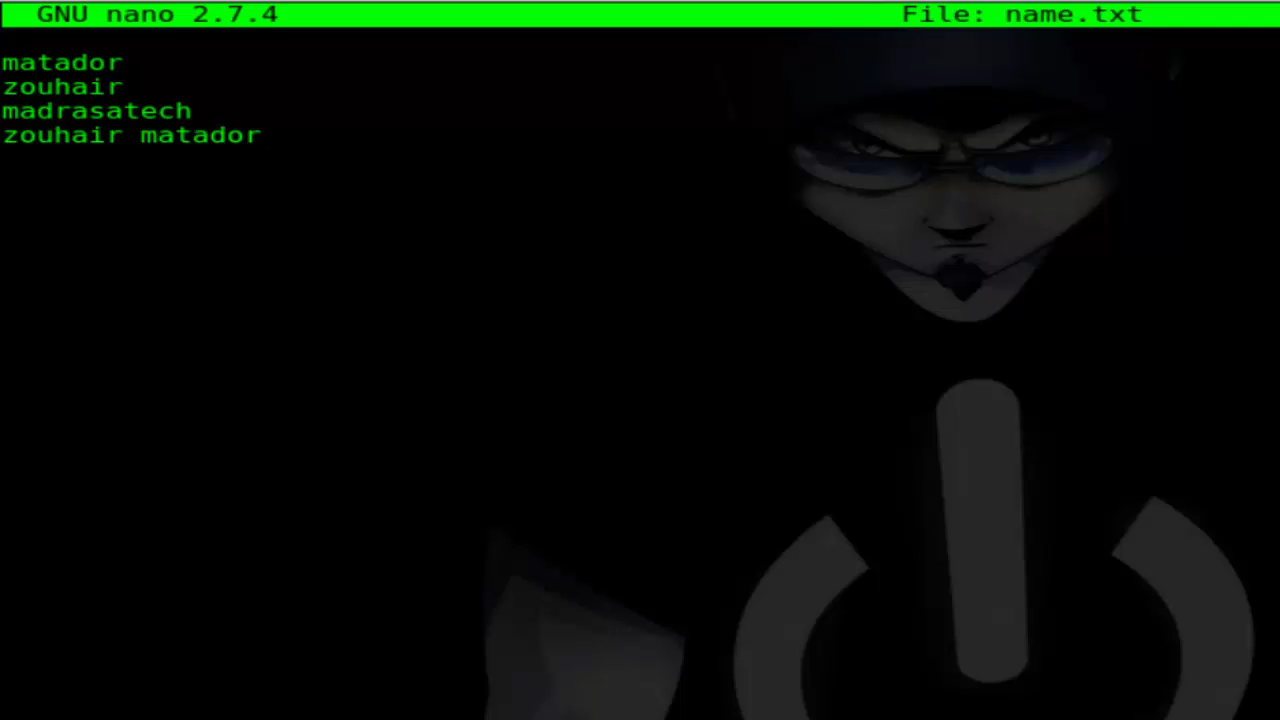 GNU nano 2.7.4 File: name.txt
matador
zouhair
madrasatech
zouhair matador